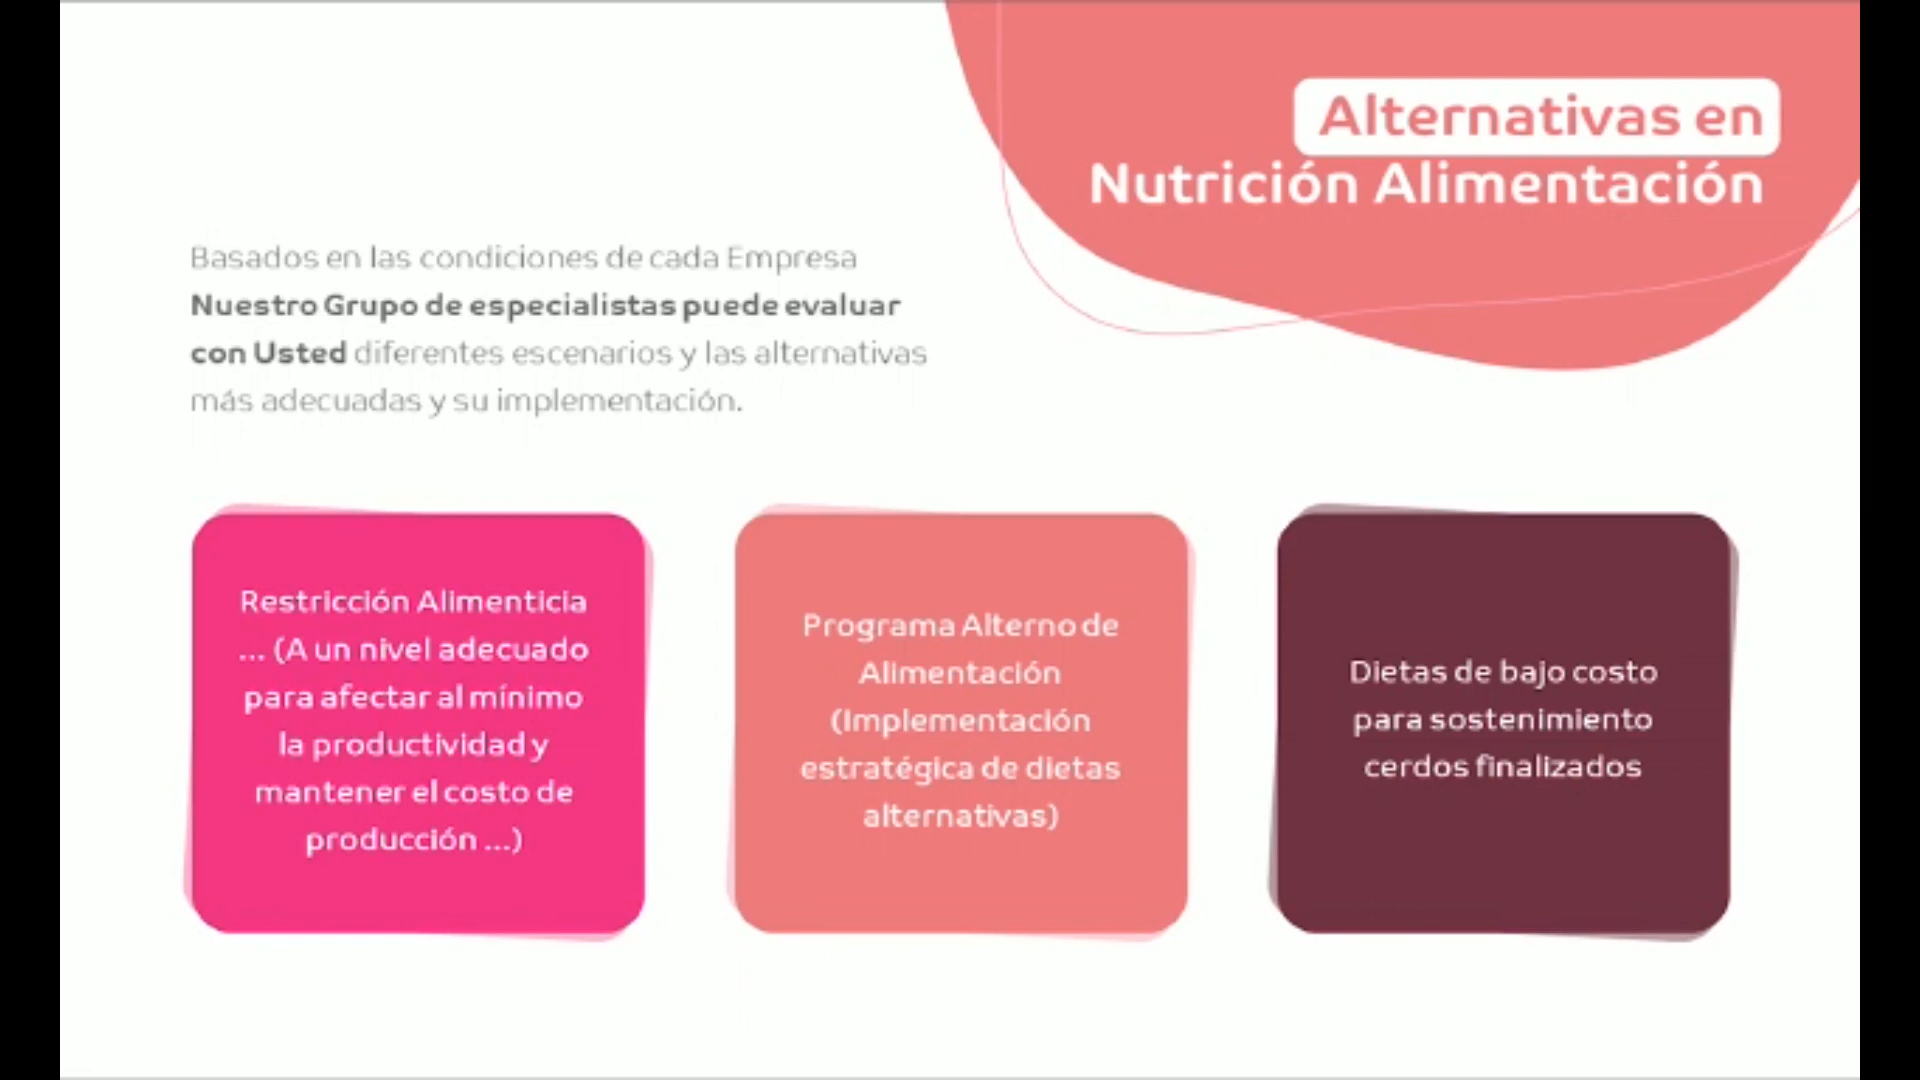 Alternativas en
Nutrición Alimentación
Basados en las condiciones de cada Empresa
Nuestro Grupo de especialistas puede evaluar
con Usted diferentes escenarios y las alternativas
más adecuadas y su implementación.
Restricción Alimenticia
... (A un nivel adecuado
para afectar al mínimo
la productividad y
mantener el costo de
producción ...)
Programa Alterno de
Alimentación
(Implementación
estratégica de dietas
alternativas)
Dietas de bajo costo
para sostenimiento
cerdos finalizados